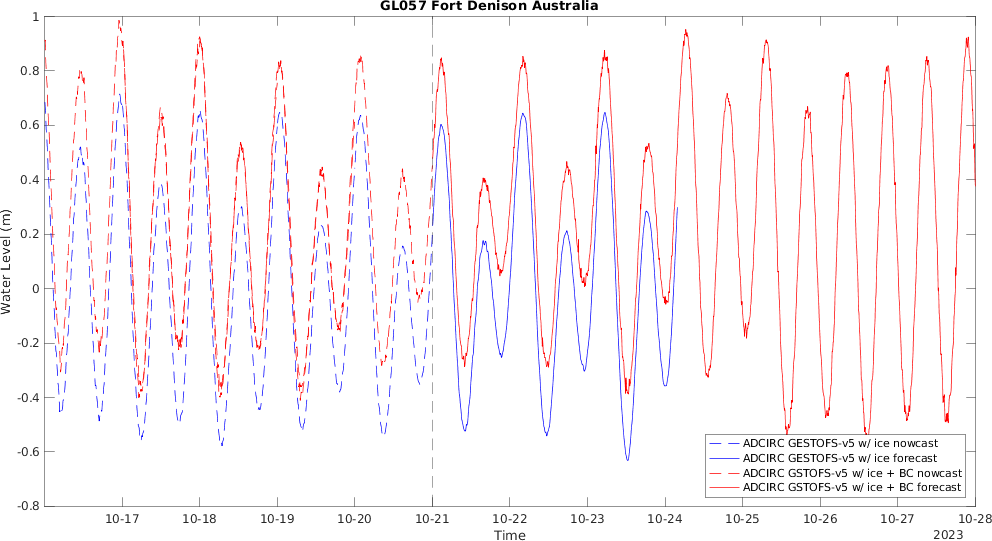 GL057 Fort Denison Australia
1
0.8
0.6
0.4
0.2
0
-0.2
-0.4
-0.6
-0.8
Water Level (m)
ADCIRC GESTOFS-v5 w/ ice nowcast
ADCIRC GESTOFS-v5 w/ ice forecast
ADCIRC GSTOFS-v5 w/ ice + BC nowcast
ADCIRC GSTOFS-v5 w/ ice + BC forecast
10-17 10-18 10-19 10-20 10-21 10-22 10-23 10-24 10-25 10-26 10-27 10-28
Time
2023